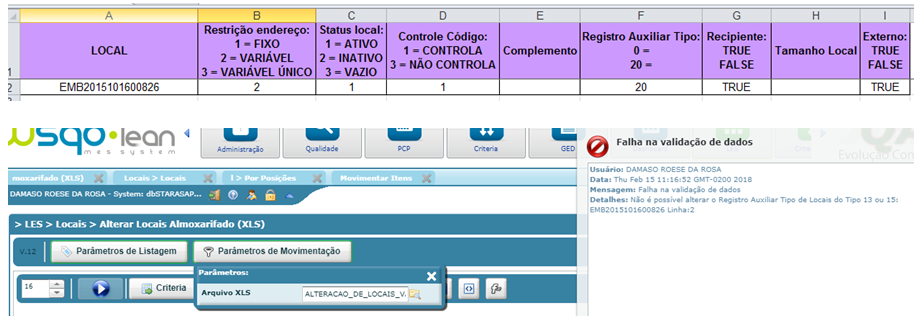 A B C D E F G H I
1
LOCAL
Restrição endereço:
1 = FIXO
2 = VARIÁVEL
3 = VARIÁVEL ÚNICO
Status local:
1 = ATIVO
2 = INATIVO
3 = VAZIO
Controle Código:
1 = CONTROLA
3 = NÃO CONTROLA
Complemento
Registro Auxiliar Tipo:
0 =
20 =
Recipiente:
TRUE
FALSE
Tamanho Local
Externo:
TRUE
FALSE
2 EMB2015101600826 2 1 1 20 TRUE TRUE
lean
mes system
Administração
Qualidade
PCP
Criteria
GED
Evolução Con
moxarifado (XLS)
Locais > Locais
l > Por Posições
Movimentar Itens
DAMASO ROESE DA ROSA - System: dbSTARASAP...
> LES > Locais > Alterar Locais Almoxarifado (XLS)
V.12
Parâmetros de Listagem
Parâmetros de Movimentação
16
Criteria
Parâmetros:
Arquivo XLS
ALTERACAO_DE_LOCAIS_V.
Falha na validação de dados
Usuário: DAMASO ROESE DA ROSA
Data: Thu Feb 15 11:16:52 GMT-0200 2018
Mensagem: Falha na validação de dados
Detalhes: Não é possível alterar o Registro Auxiliar Tipo de Locais do Tipo 13 ou 15:
EMB2015101600826 Linha:2